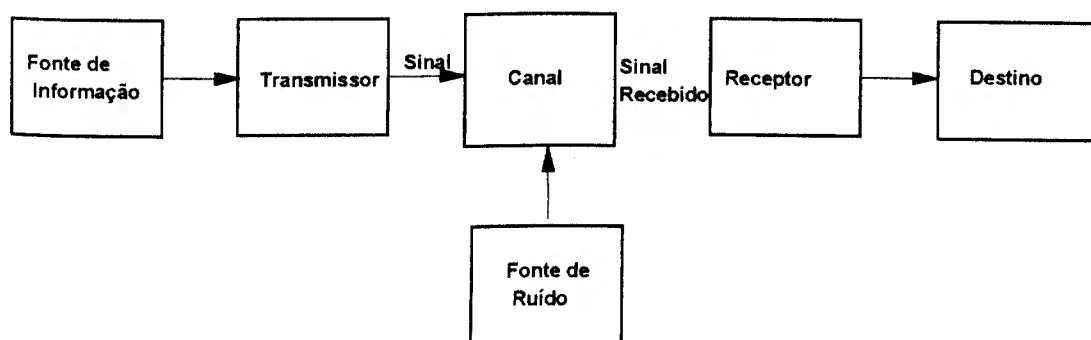 Fonte de
Informação
Transmissor
Sinal
Canal
Sinal
Recebido
Receptor
Destino
Fonte de
Ruído